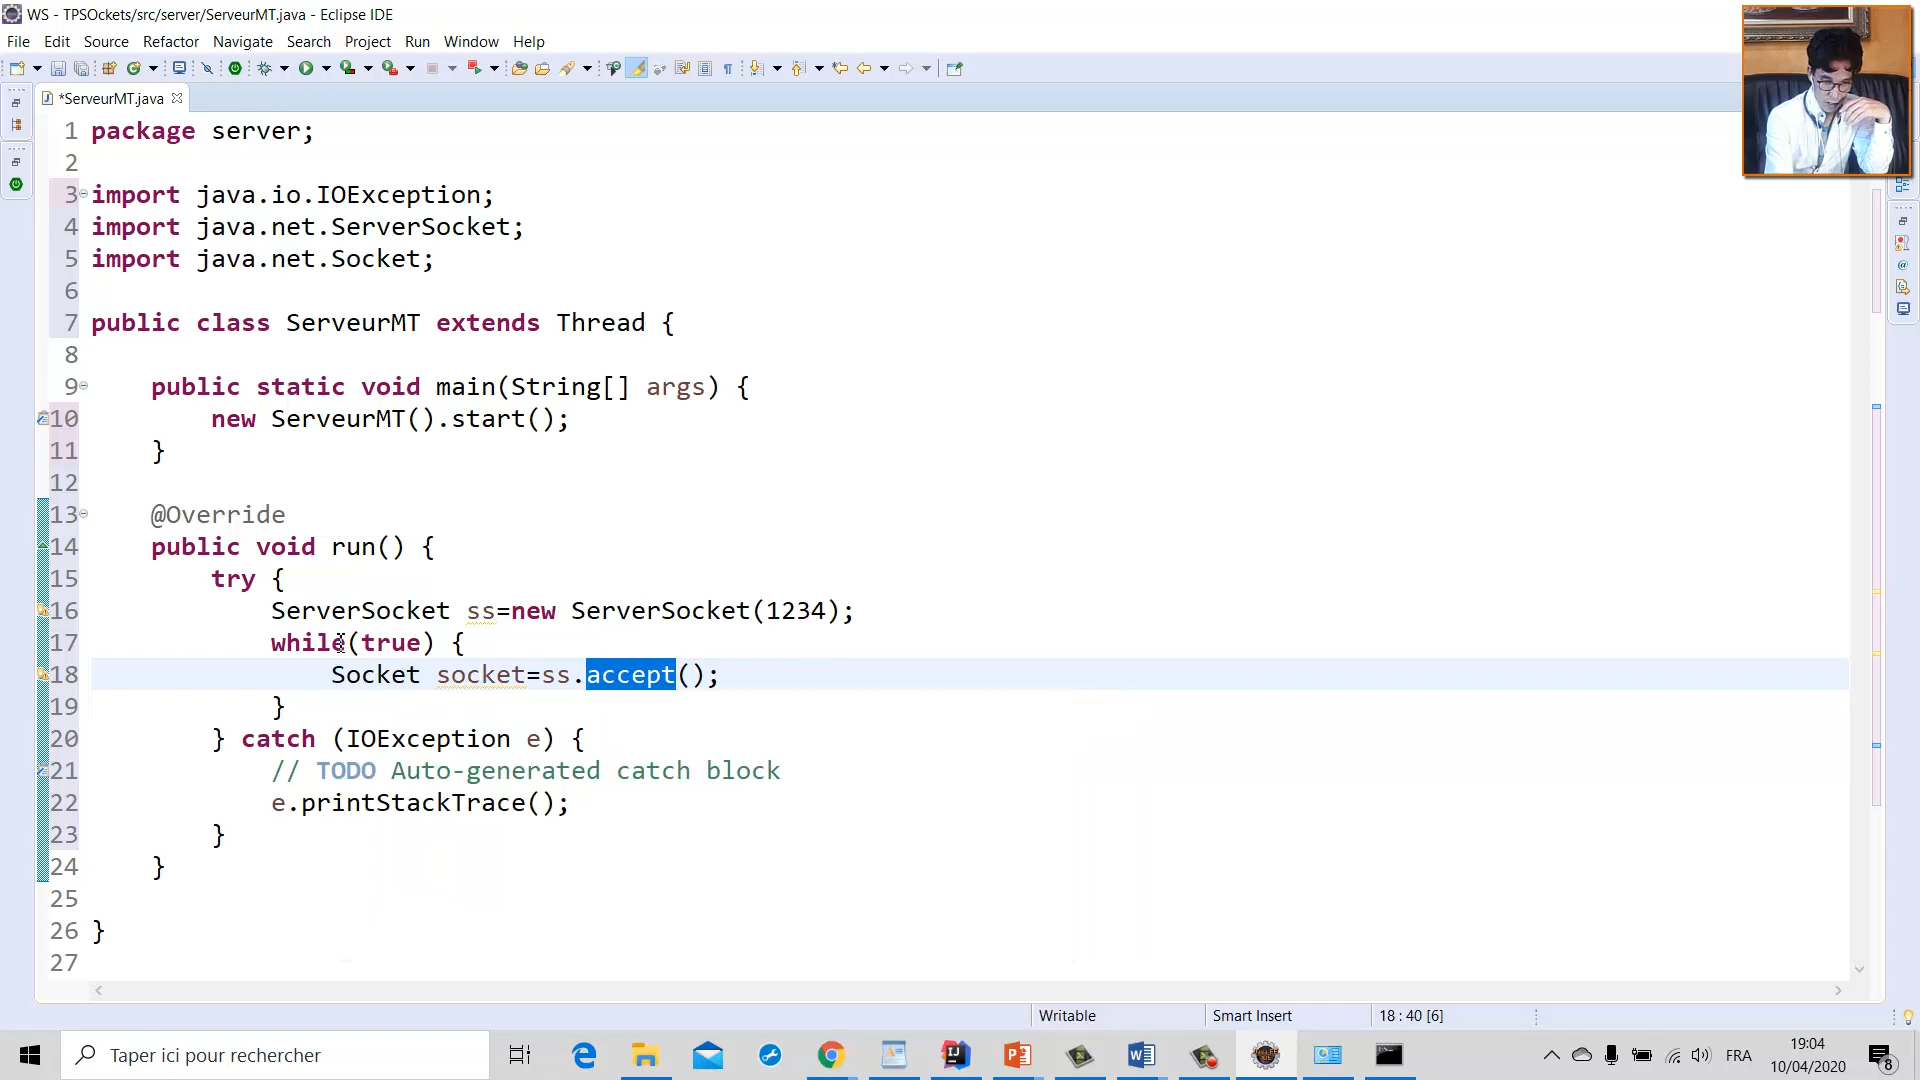 WS - TPSOckets/src/server/ServeurMT.java - Eclipse IDE
File Edit Source Refactor Navigate Search Project Run Window Help
*ServeurMT.java
1 package server;
2
3 import java.io.IOException;
4 import java.net.ServerSocket;
5 import java.net.Socket;
6
7 public class ServeurMT extends Thread {
8
9 public static void main(String[] args) {
10 new ServeurMT().start();
11 }
12
13 @Override
14 public void run() {
15 try {
16 ServerSocket ss=new ServerSocket(1234);
17 while(true) {
18 Socket socket=ss.accept();
19 }
20 } catch (IOException e) {
21 // TODO Auto-generated catch block
22 e.printStackTrace();
23 }
24 }
25
26 }
27
Writable Smart Insert 18 : 40 [6]
Taper ici pour rechercher
FRA
19:04
10/04/2020
8